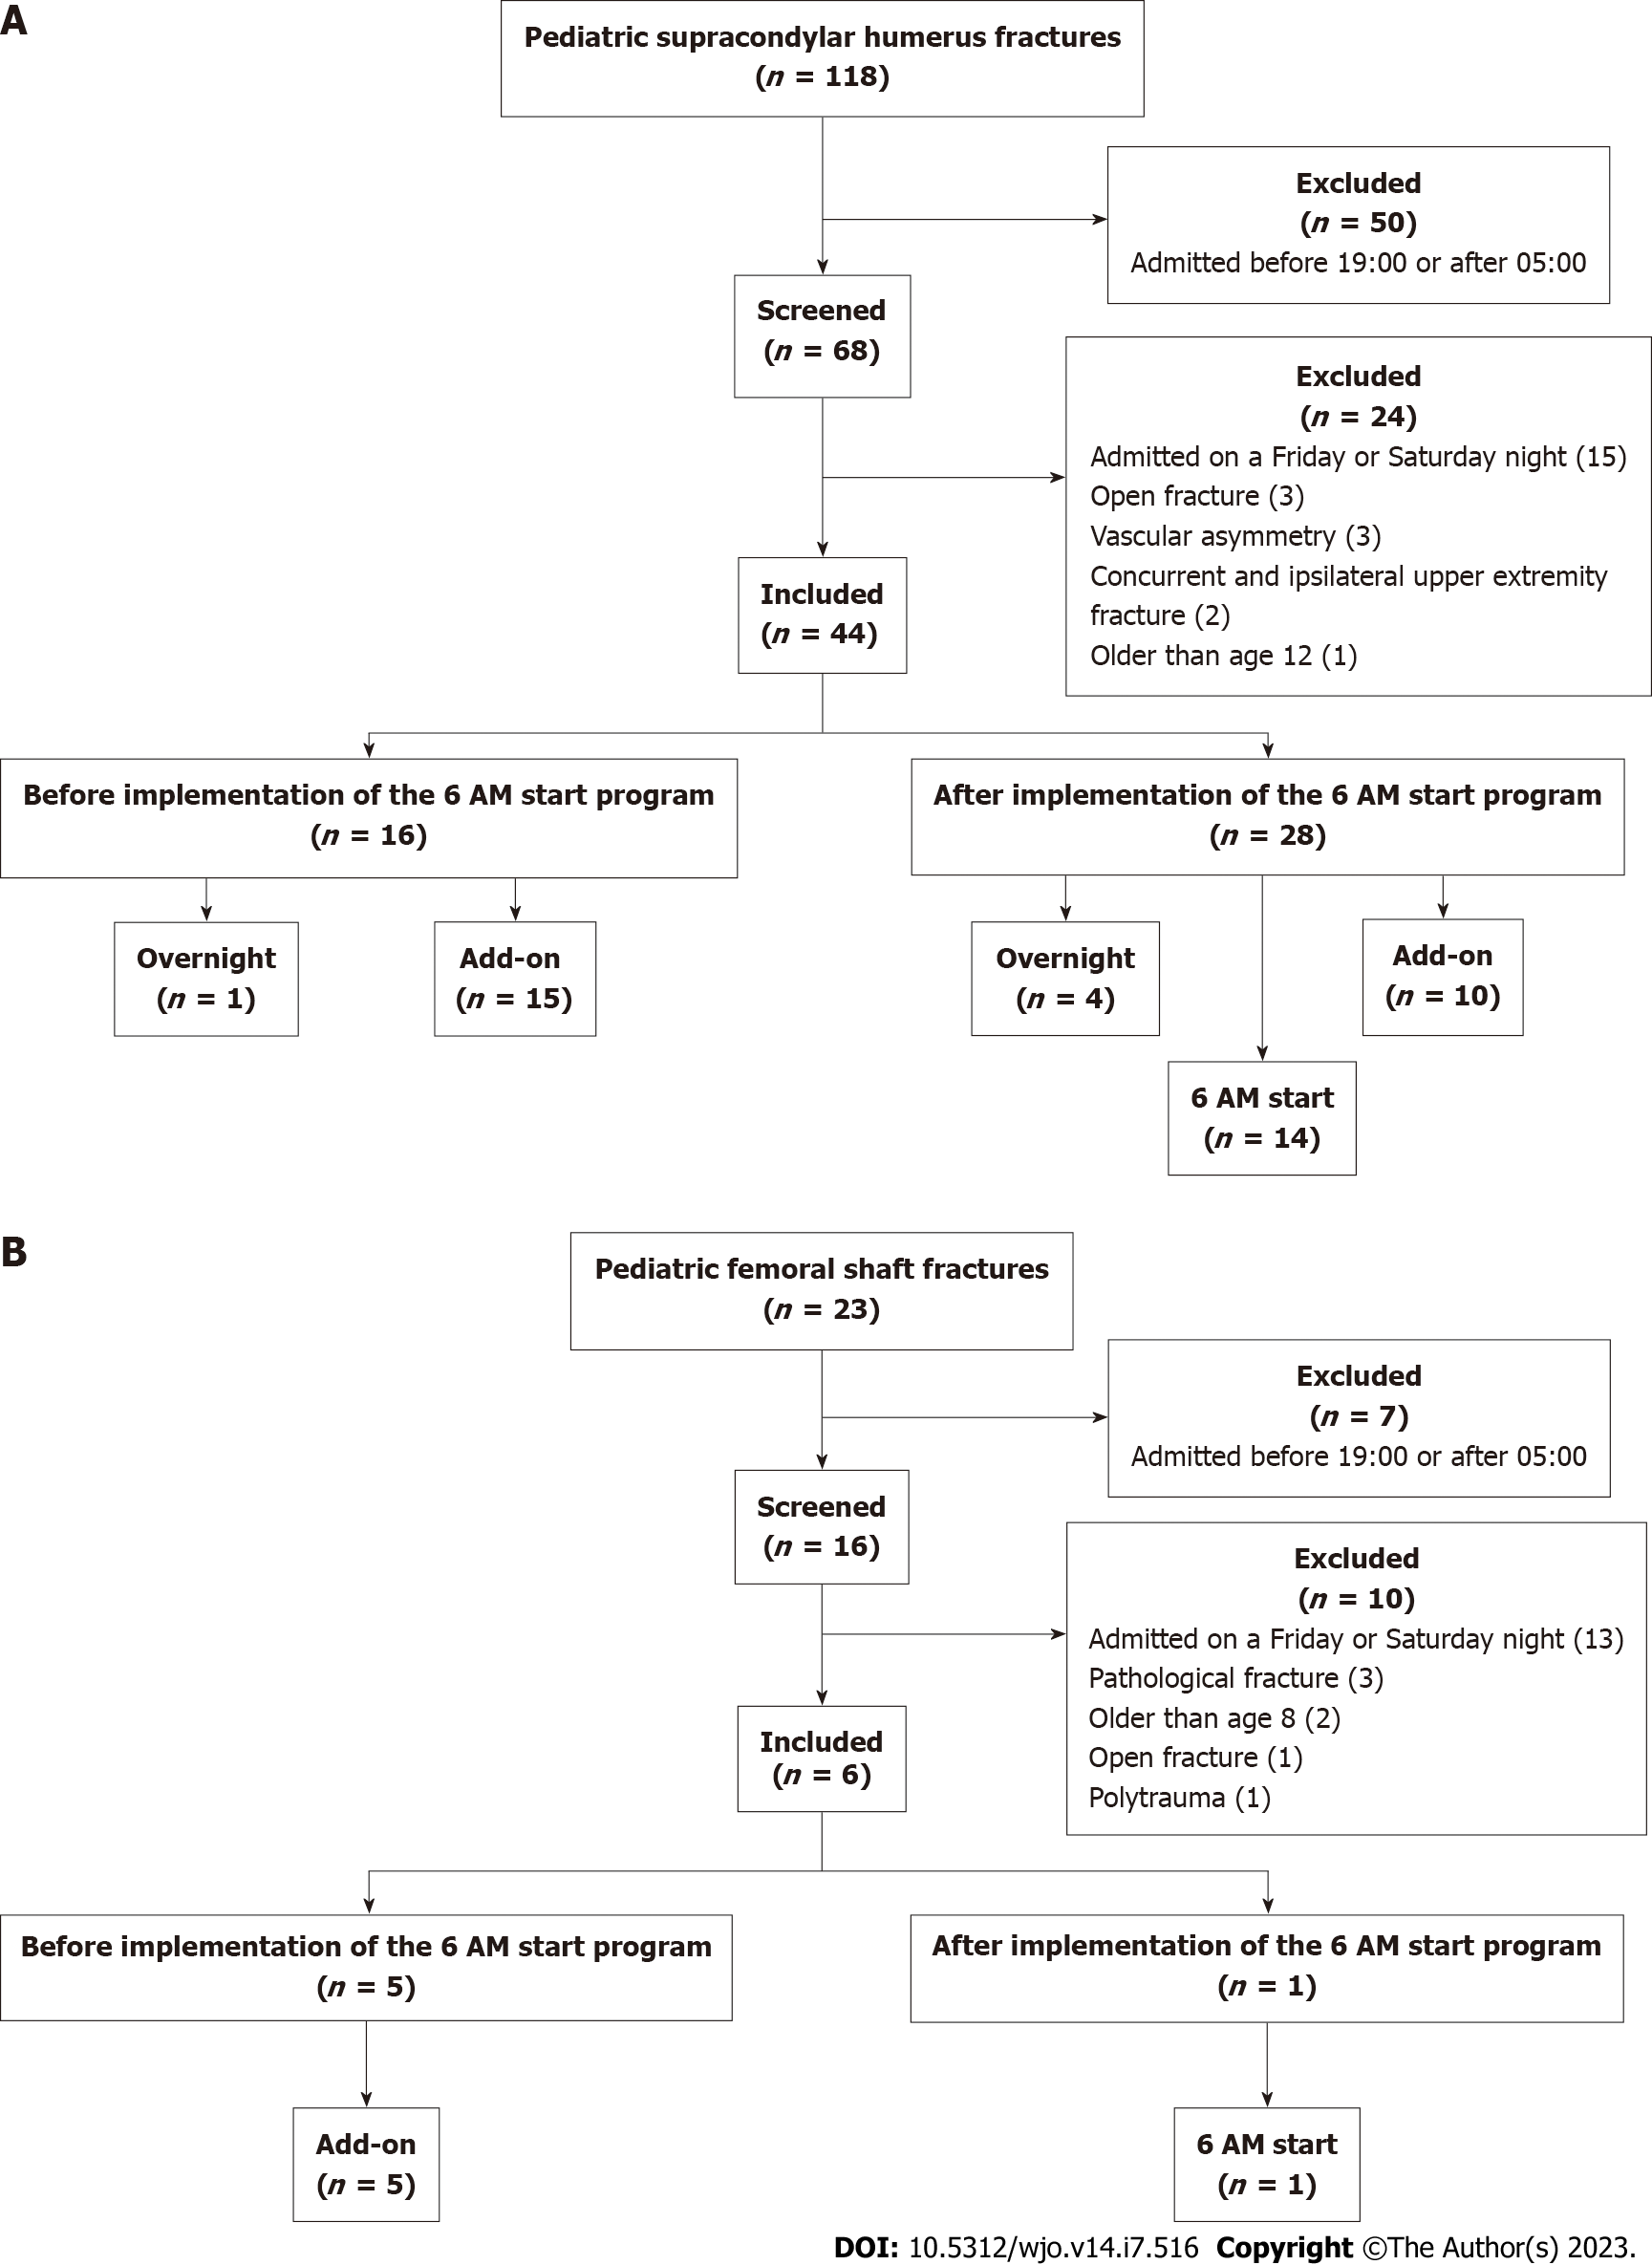 A
Pediatric supracondylar humerus fractures
(n = 118)
Excluded
(n = 50)
Admitted before 19:00 or after 05:00
Screened
(n = 68)
Excluded
(n = 24)
Admitted on a Friday or Saturday night (15)
Open fracture (3)
Vascular asymmetry (3)
Concurrent and ipsilateral upper extremity
fracture (2)
Older than age 12 (1)
Included
(n = 44)
Before implementation of the 6 AM start program
(n = 16)
After implementation of the 6 AM start program
(n = 28)
Overnight
(n = 1)
Add-on
(n = 15)
Overnight
(n = 4)
Add-on
(n = 10)
6 AM start
(n = 14)
B
Pediatric femoral shaft fractures
(n = 23)
Excluded
(n = 7)
Admitted before 19:00 or after 05:00
Screened
(n = 16)
Excluded
(n = 10)
Admitted on a Friday or Saturday night (13)
Pathological fracture (3)
Older than age 8 (2)
Open fracture (1)
Polytrauma (1)
Included
(n = 6)
Before implementation of the 6 AM start program
(n = 5)
After implementation of the 6 AM start program
(n = 1)
Add-on
(n = 5)
6 AM start
(n = 1)
DOI: 10.5312/wjo.v14.i7.516 Copyright ©The Author(s) 2023.